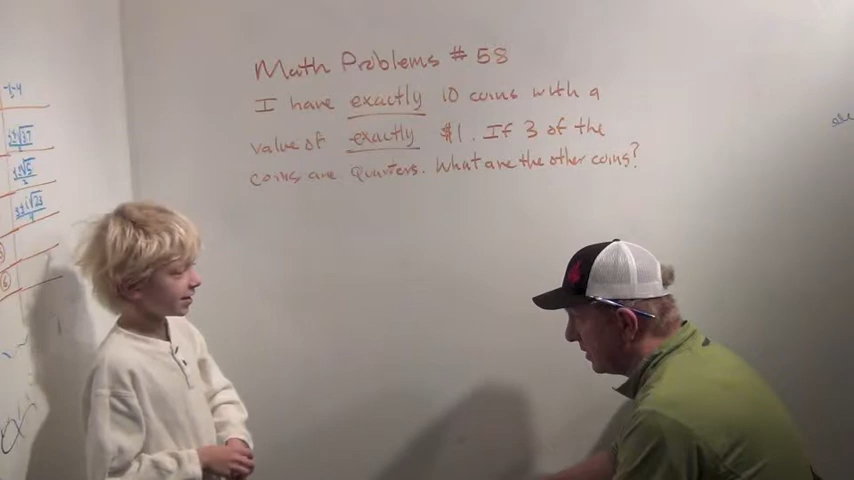 Math Problems # 58
I have exactly 10 coins with a
value of exactly $1. If 3 of the
coins are quarters. What are the other coins?